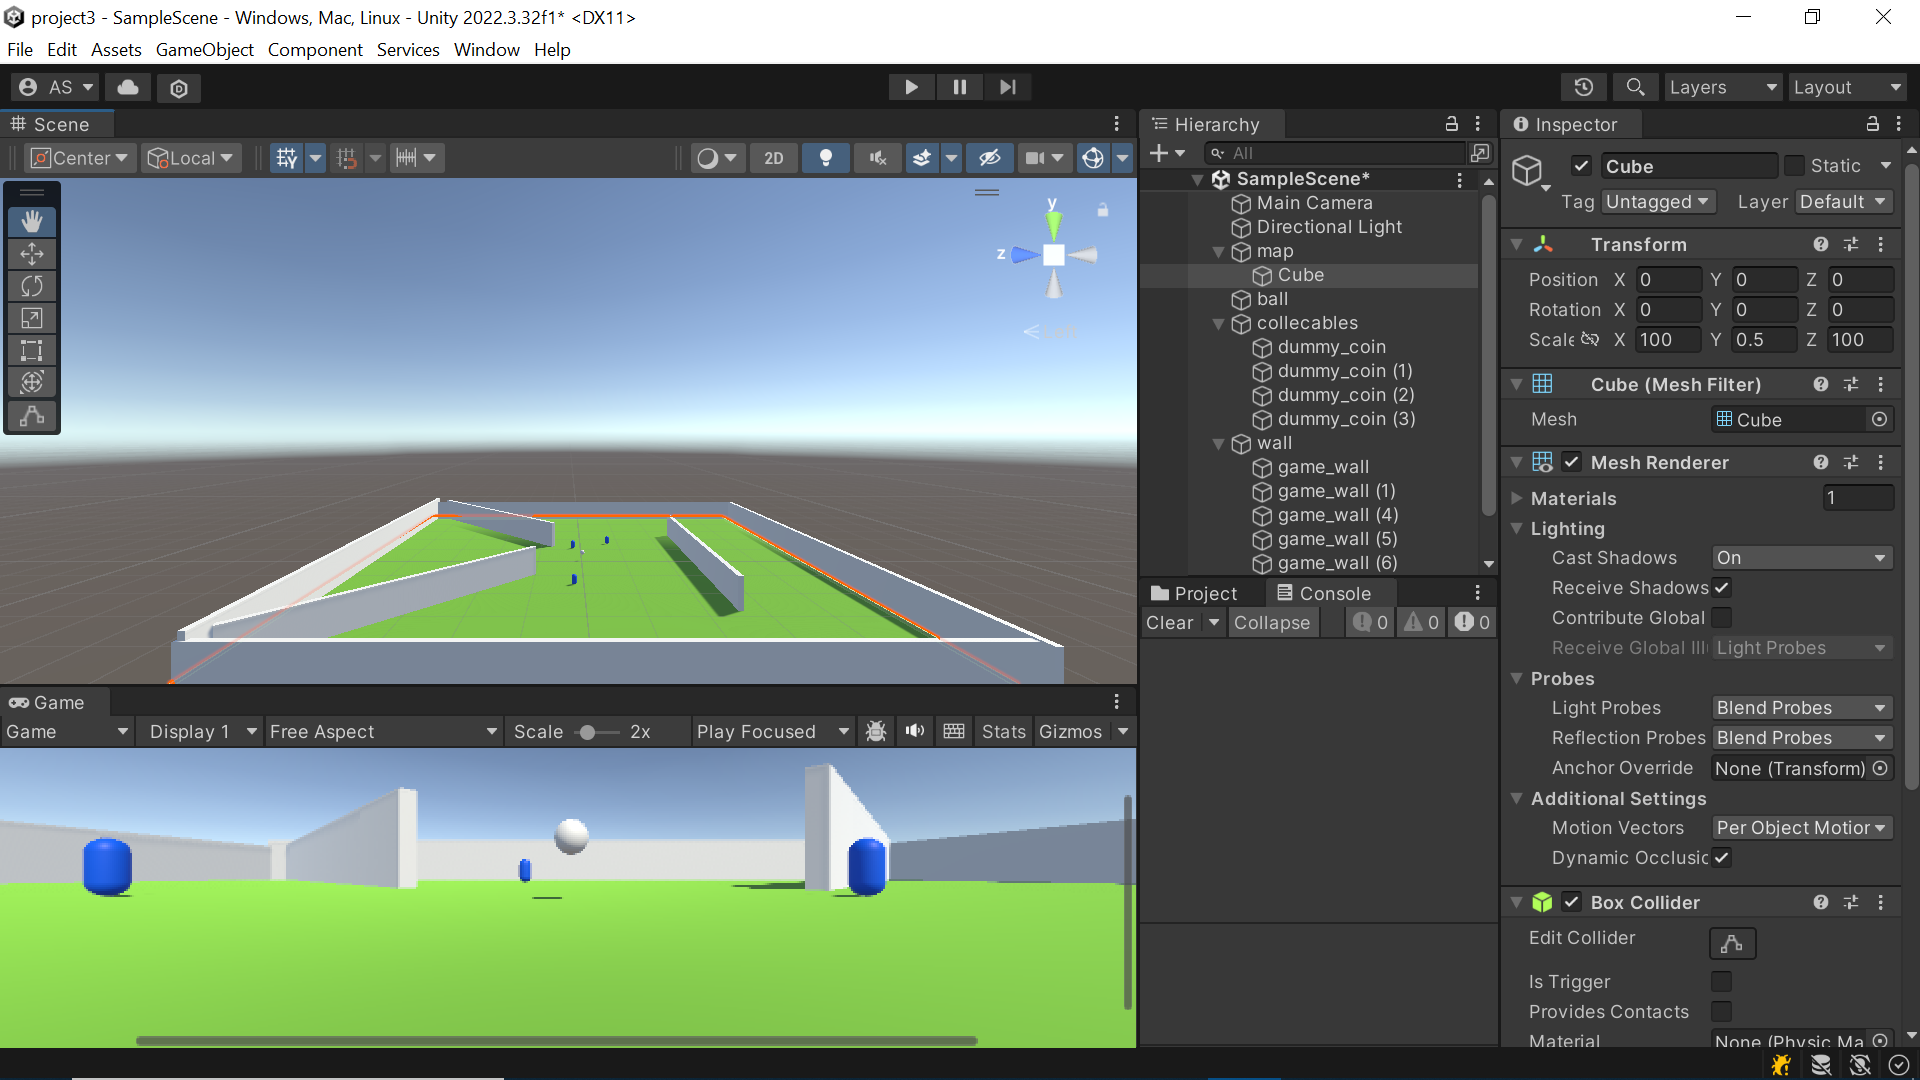 project3 - SampleScene - Windows, Mac, Linux - Unity 2022.3.32f1* <DX11>
File Edit Assets GameObject Component Services Window Help
AS
Layers
Layout
Scene
Center
Local
2D
y
z
Hierarchy
All
SampleScene*
Main Camera
Directional Light
map
Cube
ball
collecables
dummy_coin
dummy_coin (1)
dummy_coin (2)
dummy_coin (3)
wall
game_wall
game_wall (1)
game_wall (4)
game_wall (5)
game_wall (6)
Inspector
Cube
Static
Tag Untagged Layer Default
Transform
Position X 0 Y 0 Z 0
Rotation X 0 Y 0 Z 0
Scale X 100 Y 0.5 Z 100
Cube (Mesh Filter)
Mesh Cube
Mesh Renderer
Materials 1
Lighting
Cast Shadows On
Receive Shadows
Contribute Global
Receive Global Illu Light Probes
Probes
Light Probes Blend Probes
Reflection Probes Blend Probes
Anchor Override None (Transform)
Additional Settings
Motion Vectors Per Object Motion
Dynamic Occlusic
Box Collider
Edit Collider
Is Trigger
Provides Contacts
Material None (Physic Ma
Project
Console
Clear Collapse 0 0 0
Game
Game Display 1 Free Aspect Scale 2x Play Focused Stats Gizmos